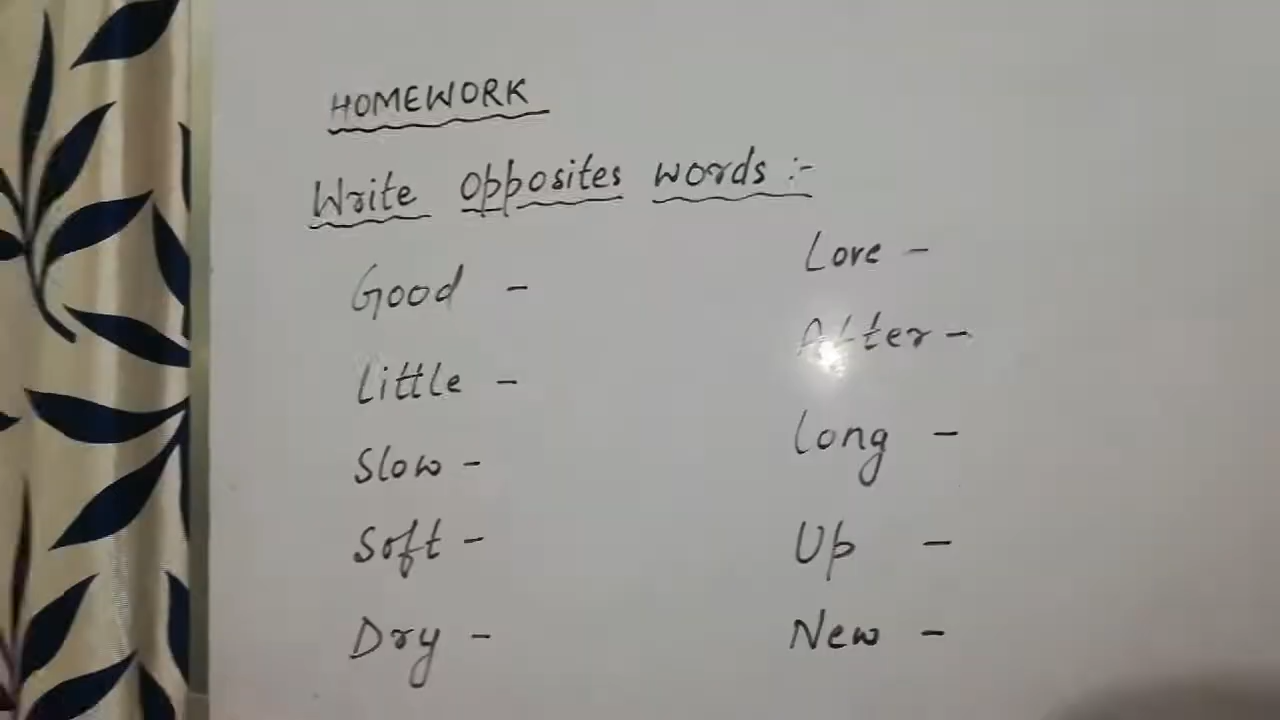 HOMEWORK
Write opposites words :-
Good -
Little -
Slow -
Soft -
Dry -
Love -
After -
Long -
Up -
New -